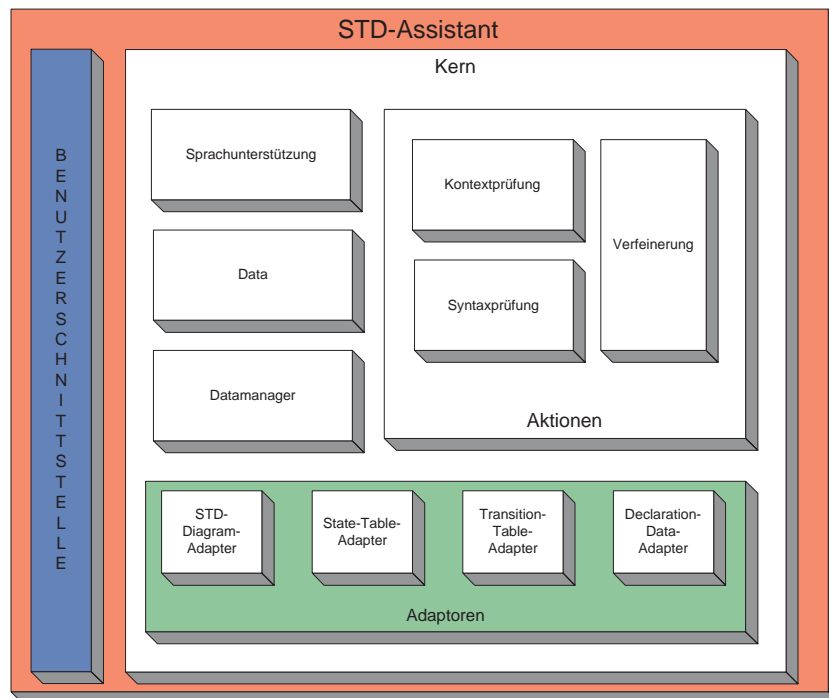 STD-Assistant
BENUTZERSCHNITTSTELLE
Kern
Sprachunterstützung
Data
Datamanager
Kontextprüfung
Syntaxprüfung
Verfeinerung
Aktionen
STD-
Diagram-
Adapter
State-Table-
Adapter
Transition-
Table-
Adapter
Declaration-
Data-
Adapter
Adaptoren